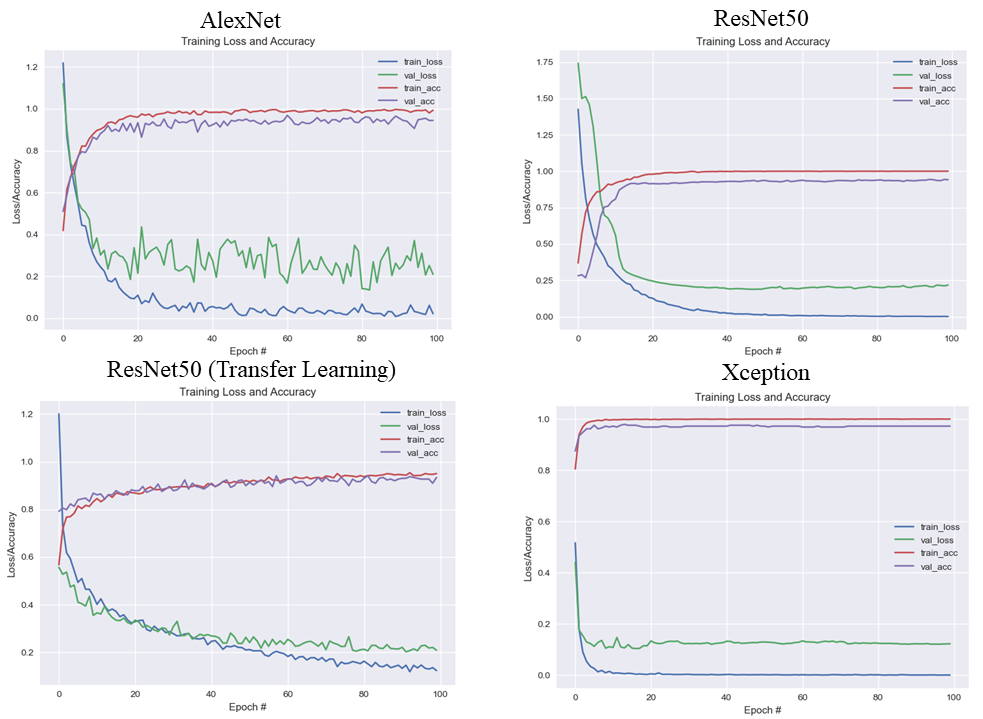 AlexNet
Training Loss and Accuracy
train_loss
val_loss
train_acc
val_acc
Loss/Accuracy
1.2
1.0
0.8
0.6
0.4
0.2
0.0
0 20 40 60 80 100
Epoch #
ResNet50
Training Loss and Accuracy
train_loss
val_loss
train_acc
val_acc
Loss/Accuracy
1.75
1.50
1.25
1.00
0.75
0.50
0.25
0.00
0 20 40 60 80 100
Epoch #
ResNet50 (Transfer Learning)
Training Loss and Accuracy
train_loss
val_loss
train_acc
val_acc
Loss/Accuracy
1.2
1.0
0.8
0.6
0.4
0.2
0 20 40 60 80 100
Epoch #
Xception
Training Loss and Accuracy
train_loss
val_loss
train_acc
val_acc
Loss/Accuracy
1.0
0.8
0.6
0.4
0.2
0.0
0 20 40 60 80 100
Epoch #